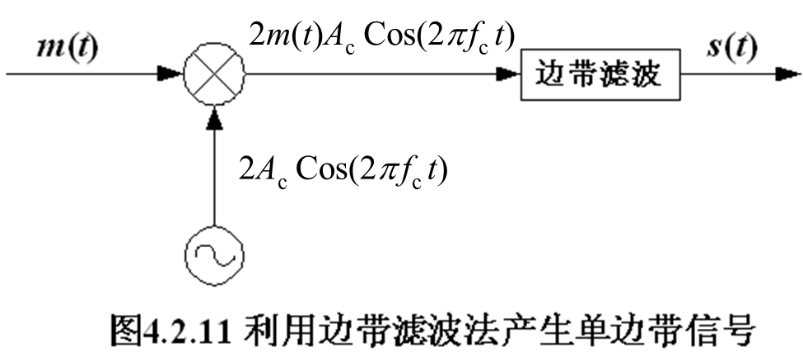 m(t)
2m(t)A_c Cos(2πf_c t)
边带滤波
s(t)
2A_c Cos(2πf_c t)
图4.2.11 利用边带滤波法产生单边带信号